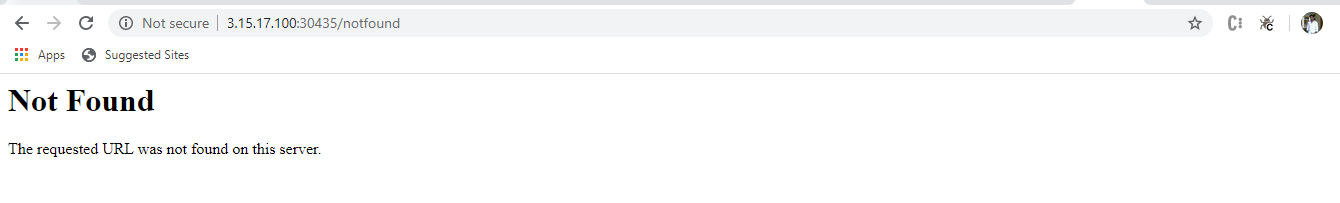 Not secure 3.15.17.100:30435/notfound
Apps Suggested Sites
Not Found
The requested URL was not found on this server.